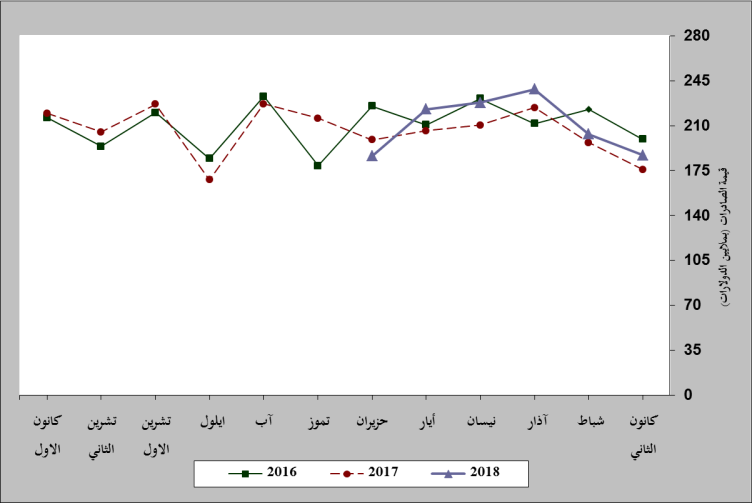 280
245
210
175
140
105
70
35
0
قيمة الصادرات (بملايين الدولارات)
كانون الثاني
شباط
آذار
نيسان
أيار
حزيران
تموز
آب
ايلول
تشرين الاول
تشرين الثاني
كانون الاول
2016 2017 2018